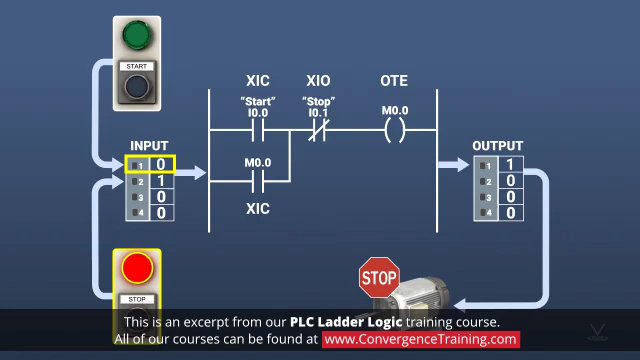 START
XIC XIO OTE
"Start" "Stop"
I0.0 I0.1 M0.0
INPUT
1 0
2 1
3 0
4 0
M0.0
XIC
OUTPUT
1 1
2 0
3 0
4 0
STOP
STOP
This is an excerpt from our PLC Ladder Logic training course.
All of our courses can be found at www.ConvergenceTraining.com